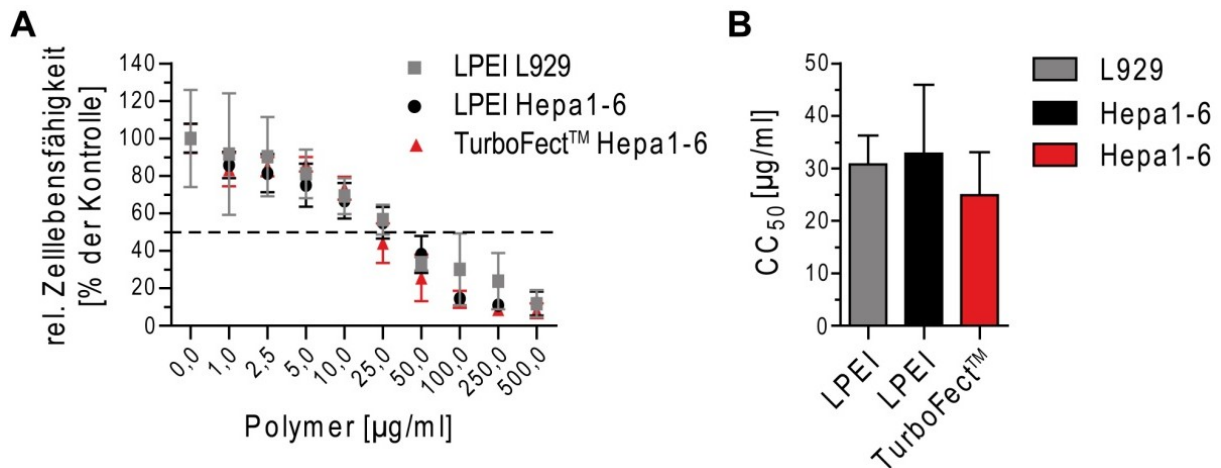 A
rel. Zelllebensfähigkeit
[% der Kontrolle]
140
120
100
80
60
40
20
0
LPEI L929
LPEI Hepa1-6
TurboFect™ Hepa1-6
0,0
1,0
2,5
5,0
10,0
25,0
50,0
100,0
250,0
500,0
Polymer [µg/ml]
B
CC50 [µg/ml]
50
40
30
20
10
0
LPEI
LPEI
TurboFect™
L929
Hepa1-6
Hepa1-6